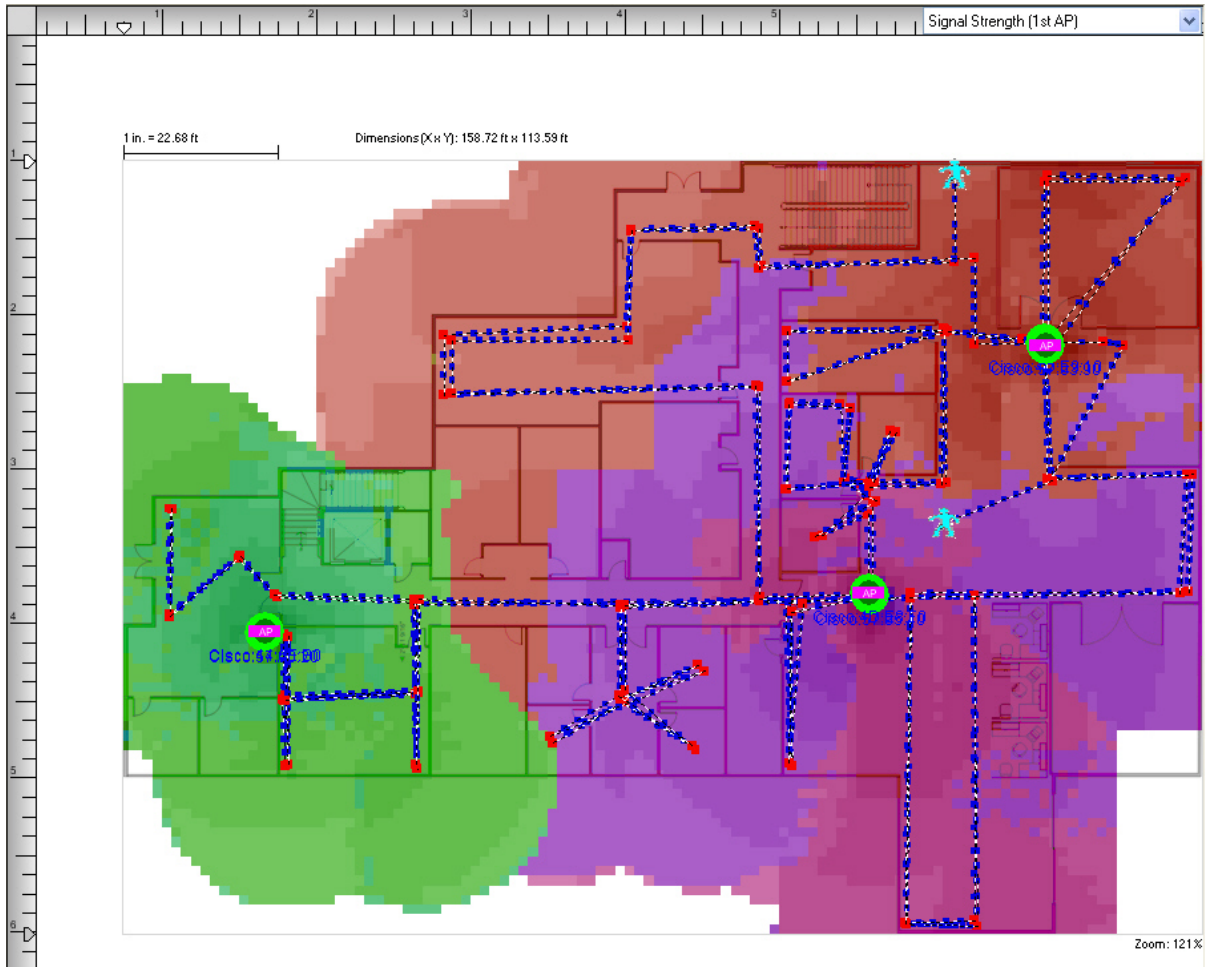 Signal Strength (1st AP)
1 2 3 4 5
1 in. = 22.68 ft
Dimensions (X x Y): 158.72 ft x 113.59 ft
1
AP
2
3
AP
4
AP
5
6
Zoom: 121%